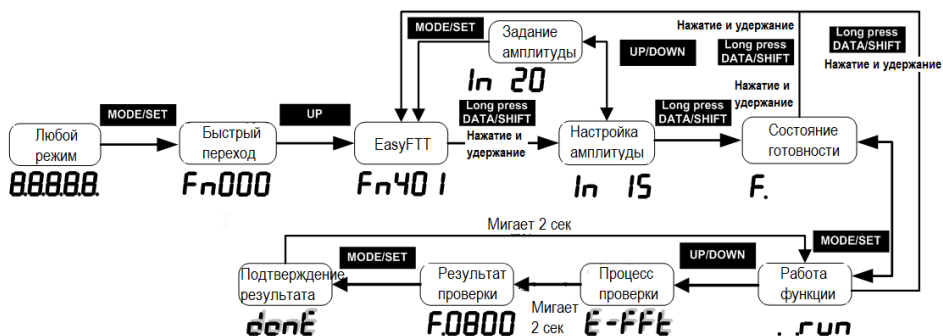 MODE/SET
Задание
амплитуды
UP/DOWN
Нажатие и удержание
Long press
DATA/SHIFT
Нажатие и
удержание
Long press
DATA/SHIFT
Нажатие и удержание
In 20
MODE/SET
UP
Long press
DATA/SHIFT
Нажатие и
удержание
Long press
DATA/SHIFT
Любой
режим
Быстрый
переход
EasyFTT
Настройка
амплитуды
Состояние
готовности
8.8.8.8.8.
Fn000
Fn401
In 15
F.
Мигает 2 сек
MODE/SET
UP/DOWN
MODE/SET
Подтверждение
результата
Результат
проверки
Процесс
проверки
Работа
функции
Мигает
2 сек
donE
F.0800
E-FFt
. .run